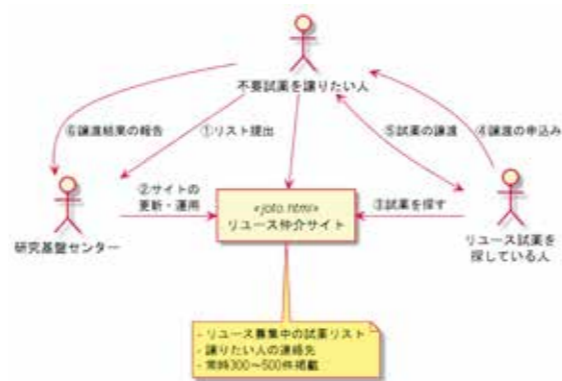 不要試薬を譲りたい人
⑥譲渡結果の報告
①リスト提出
⑤試薬の譲渡
④譲渡の申込み
②サイトの
更新・運用
«joto.html»
リユース仲介サイト
③試薬を探す
研究基盤センター
リユース試薬を
探している人
- リユース募集中の試薬リスト
- 譲りたい人の連絡先
- 常時300～500件掲載